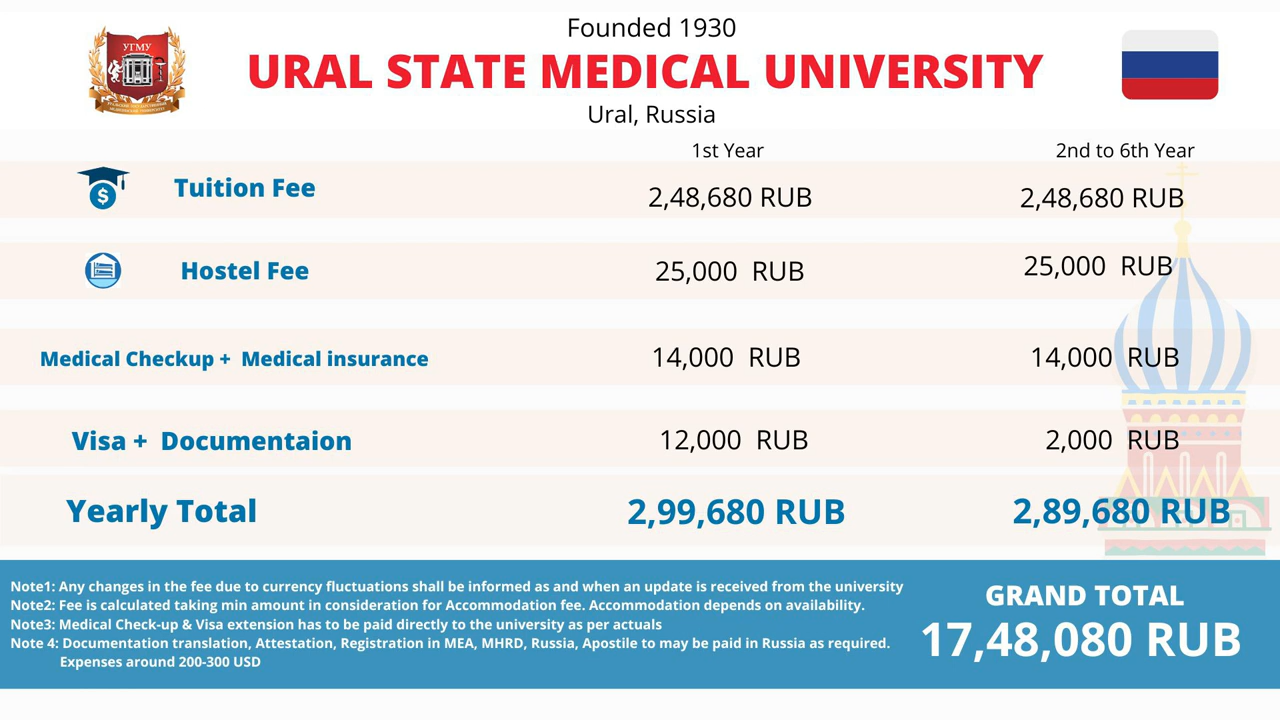 Founded 1930
УГМУ
URAL STATE MEDICAL UNIVERSITY
Ural, Russia
1st Year 2nd to 6th Year
Tuition Fee 2,48,680 RUB 2,48,680 RUB
Hostel Fee 25,000 RUB 25,000 RUB
Medical Checkup + Medical insurance 14,000 RUB 14,000 RUB
Visa + Documentaion 12,000 RUB 2,000 RUB
Yearly Total 2,99,680 RUB 2,89,680 RUB
Note1: Any changes in the fee due to currency fluctuations shall be informed as and when an update is received from the university
Note2: Fee is calculated taking min amount in consideration for Accommodation fee. Accommodation depends on availability.
Note3: Medical Check-up & Visa extension has to be paid directly to the university as per actuals
Note 4: Documentation translation, Attestation, Registration in MEA, MHRD, Russia, Apostile to may be paid in Russia as required.
Expenses around 200-300 USD
GRAND TOTAL
17,48,080 RUB